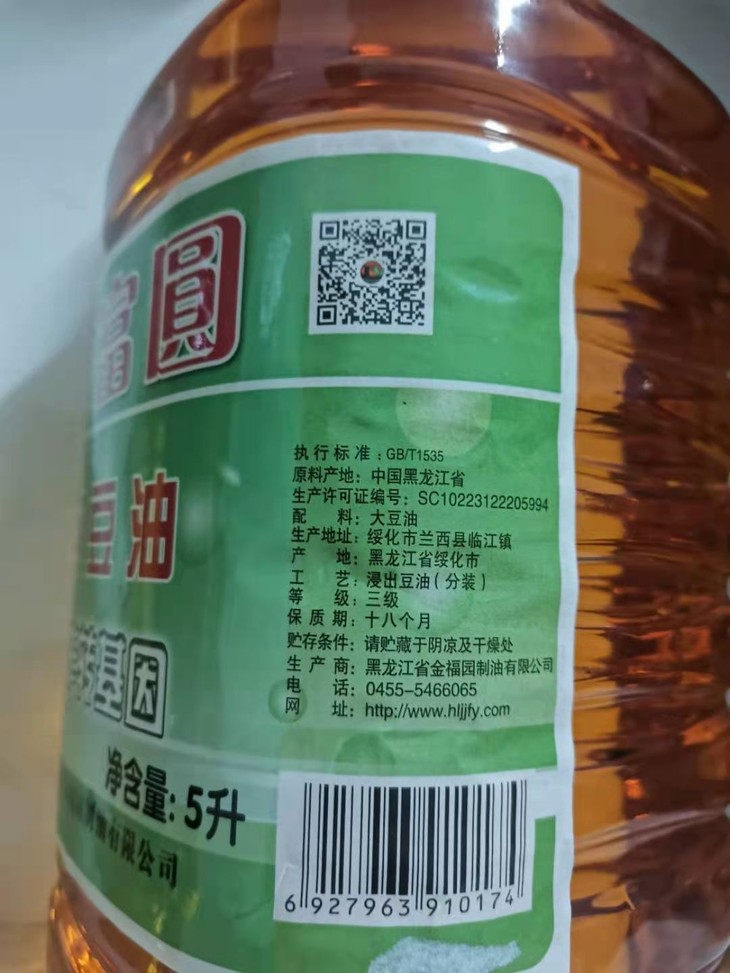 富圓
豆油
执行标准：GB/T1535
原料产地：中国黑龙江省
生产许可证编号：SC10223122205994
配 料：大豆油
生产地址：绥化市兰西县临江镇
产 地：黑龙江省绥化市
工 艺：浸出豆油（分装）
等 级：三级
保 质 期：十八个月
贮存条件：请贮藏于阴凉及干燥处
生 产 商：黑龙江省金福园制油有限公司
电 话：0455-5466065
网 址：http://www.hljjfy.com
基因
净含量：5升
有限公司
6 927963 910174